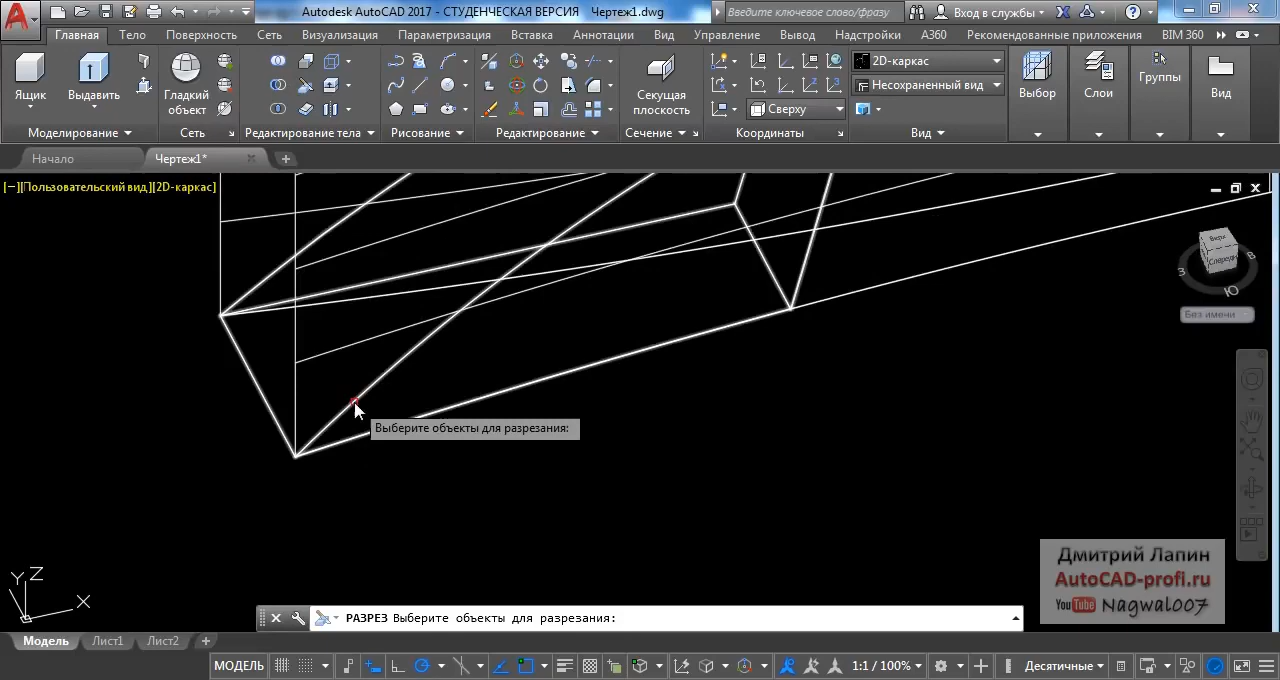 Autodesk AutoCAD 2017 - СТУДЕНЧЕСКАЯ ВЕРСИЯ Чертеж1.dwg
Введите ключевое слово/фразу
Вход в службы
Главная Тело Поверхность Сеть Визуализация Параметризация Вставка Аннотации Вид Управление Вывод Надстройки A360 Рекомендованные приложения BIM 360
Ящик
Выдавить
Гладкий объект
Секущая плоскость
2D-каркас
Несохраненный вид
Сверху
Выбор
Слои
Группы
Вид
Моделирование Сеть Редактирование тела Рисование Редактирование Сечение Координаты Вид
Начало Чертеж1*
[−][Пользовательский вид][2D-каркас]
Верх
Спереди
З
В
Ю
Без имени
Выберите объекты для разрезания:
Y Z
X
Дмитрий Лапин
AutoCAD-profi.ru
You Tube Nagwal007
РАЗРЕЗ Выберите объекты для разрезания:
Модель Лист1 Лист2
МОДЕЛЬ 1:1 / 100% Десятичные